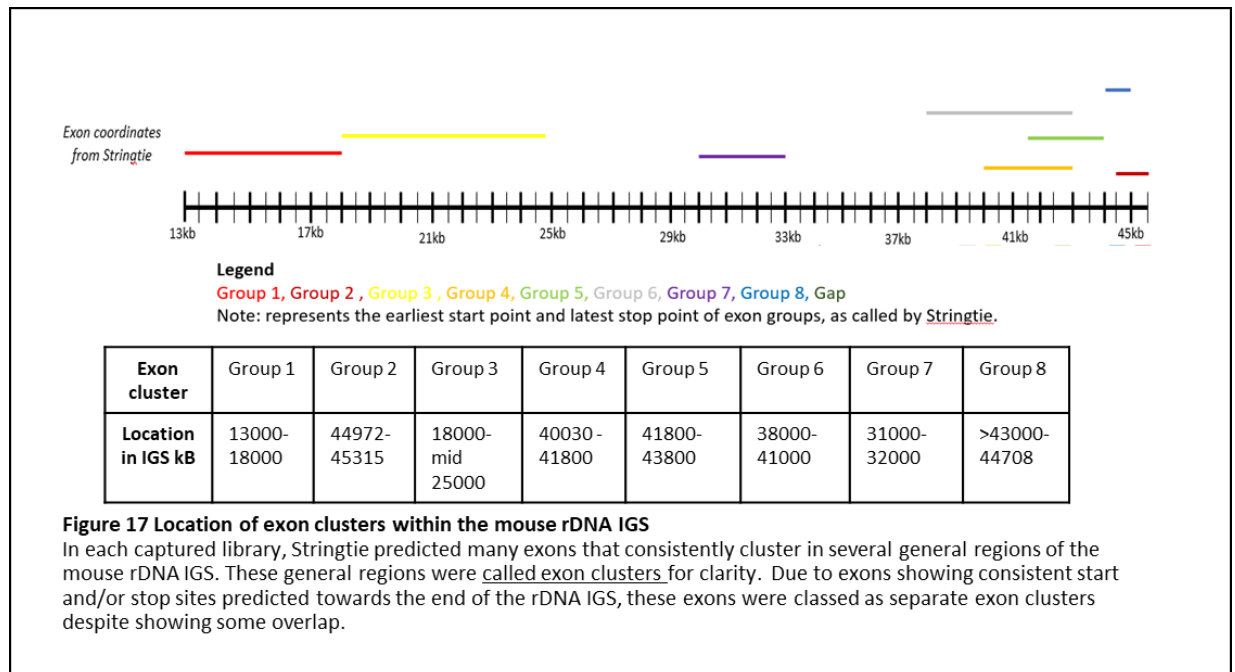 Exon coordinates
from Stringtie
13kb
17kb
21kb
25kb
29kb
33kb
37kb
41kb
45kb
Legend
Group 1, Group 2 , Group 3 , Group 4, Group 5, Group 6, Group 7, Group 8, Gap
Note: represents the earliest start point and latest stop point of exon groups, as called by Stringtie.
Exon cluster Group 1 Group 2 Group 3 Group 4 Group 5 Group 6 Group 7 Group 8
Location in IGS kB 13000-18000 44972-45315 18000-mid 25000 40030 -41800 41800-43800 38000-41000 31000-32000 >43000-44708
Figure 17 Location of exon clusters within the mouse rDNA IGS
In each captured library, Stringtie predicted many exons that consistently cluster in several general regions of the
mouse rDNA IGS. These general regions were called exon clusters for clarity.  Due to exons showing consistent start
and/or stop sites predicted towards the end of the rDNA IGS, these exons were classed as separate exon clusters
despite showing some overlap.